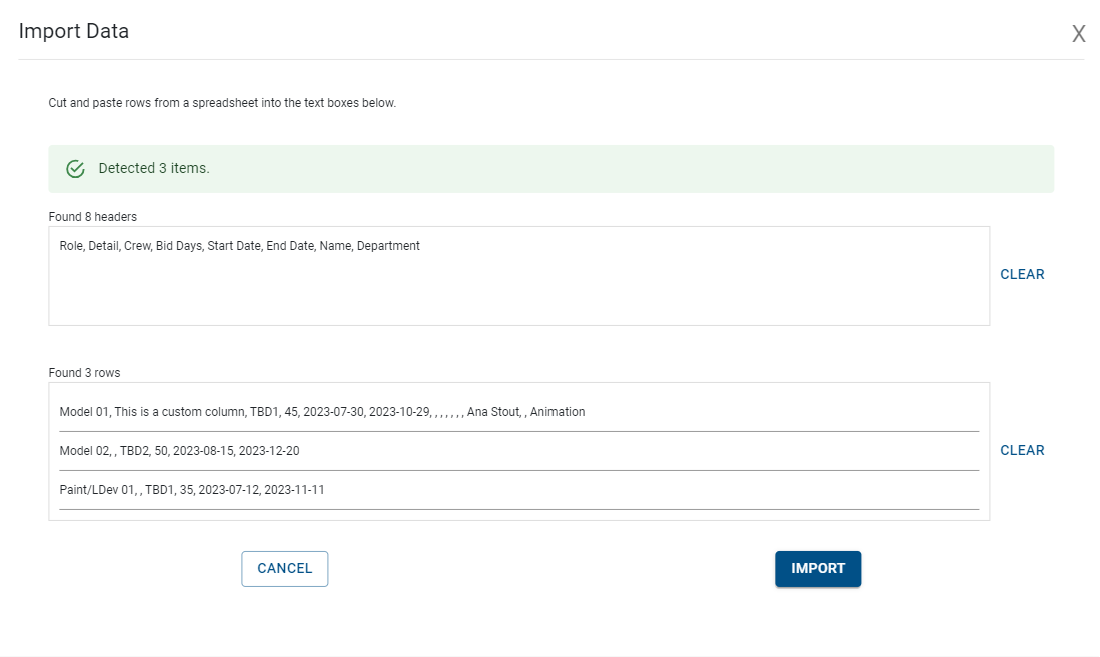 Import Data
X
Cut and paste rows from a spreadsheet into the text boxes below.
Detected 3 items.
Found 8 headers
Role, Detail, Crew, Bid Days, Start Date, End Date, Name, Department
CLEAR
Found 3 rows
Model 01, This is a custom column, TBD1, 45, 2023-07-30, 2023-10-29, , , , , , , Ana Stout, , Animation
Model 02, , TBD2, 50, 2023-08-15, 2023-12-20
CLEAR
Paint/LDev 01, , TBD1, 35, 2023-07-12, 2023-11-11
CANCEL
IMPORT